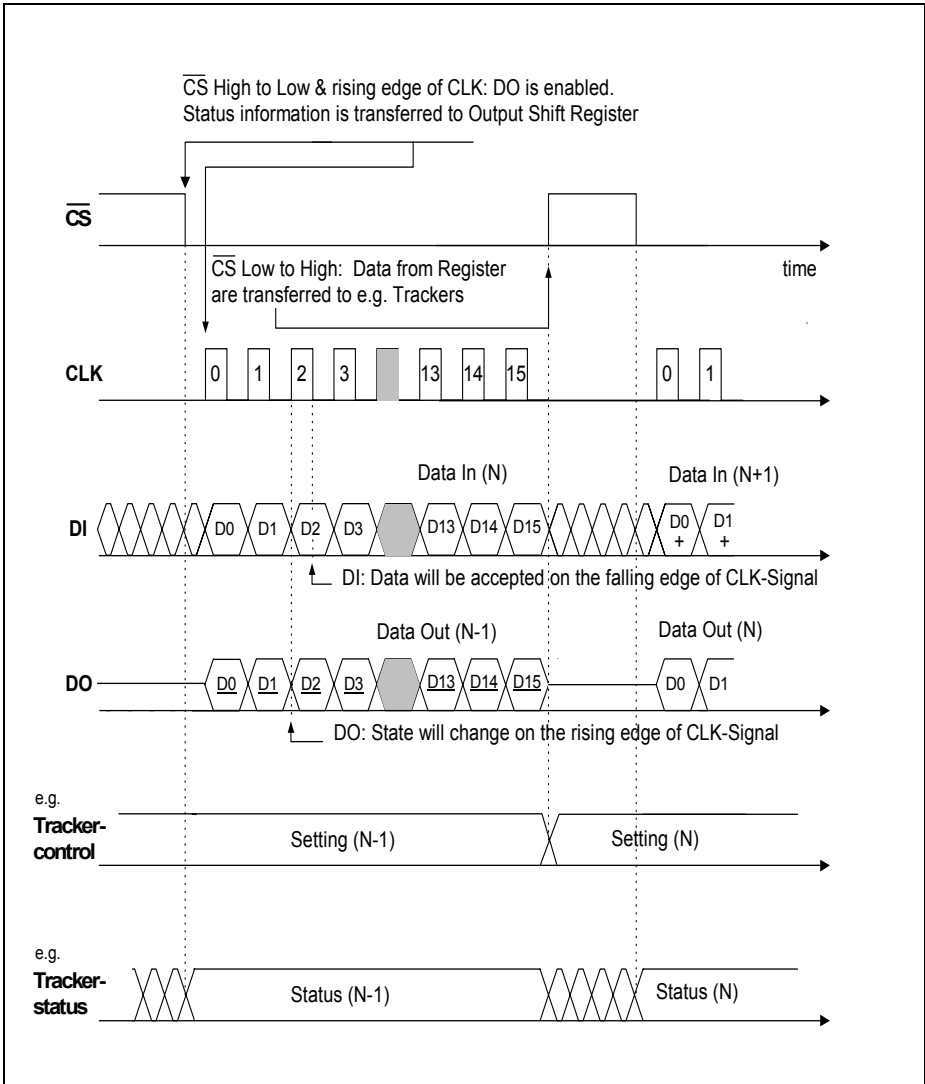 CS High to Low & rising edge of CLK: DO is enabled.
Status information is transferred to Output Shift Register
CS
CS Low to High: Data from Register
are transferred to e.g. Trackers
time
CLK
0 1 2 3 13 14 15 0 1
Data In (N) Data In (N+1)
DI
D0 D1 D2 D3 D13 D14 D15 D0 + D1 +
DI: Data will be accepted on the falling edge of CLK-Signal
Data Out (N-1) Data Out (N)
DO
D0 D1 D2 D3 D13 D14 D15 D0 D1
DO: State will change on the rising edge of CLK-Signal
e.g.
Tracker-
control
Setting (N-1) Setting (N)
e.g.
Tracker-
status
Status (N-1) Status (N)